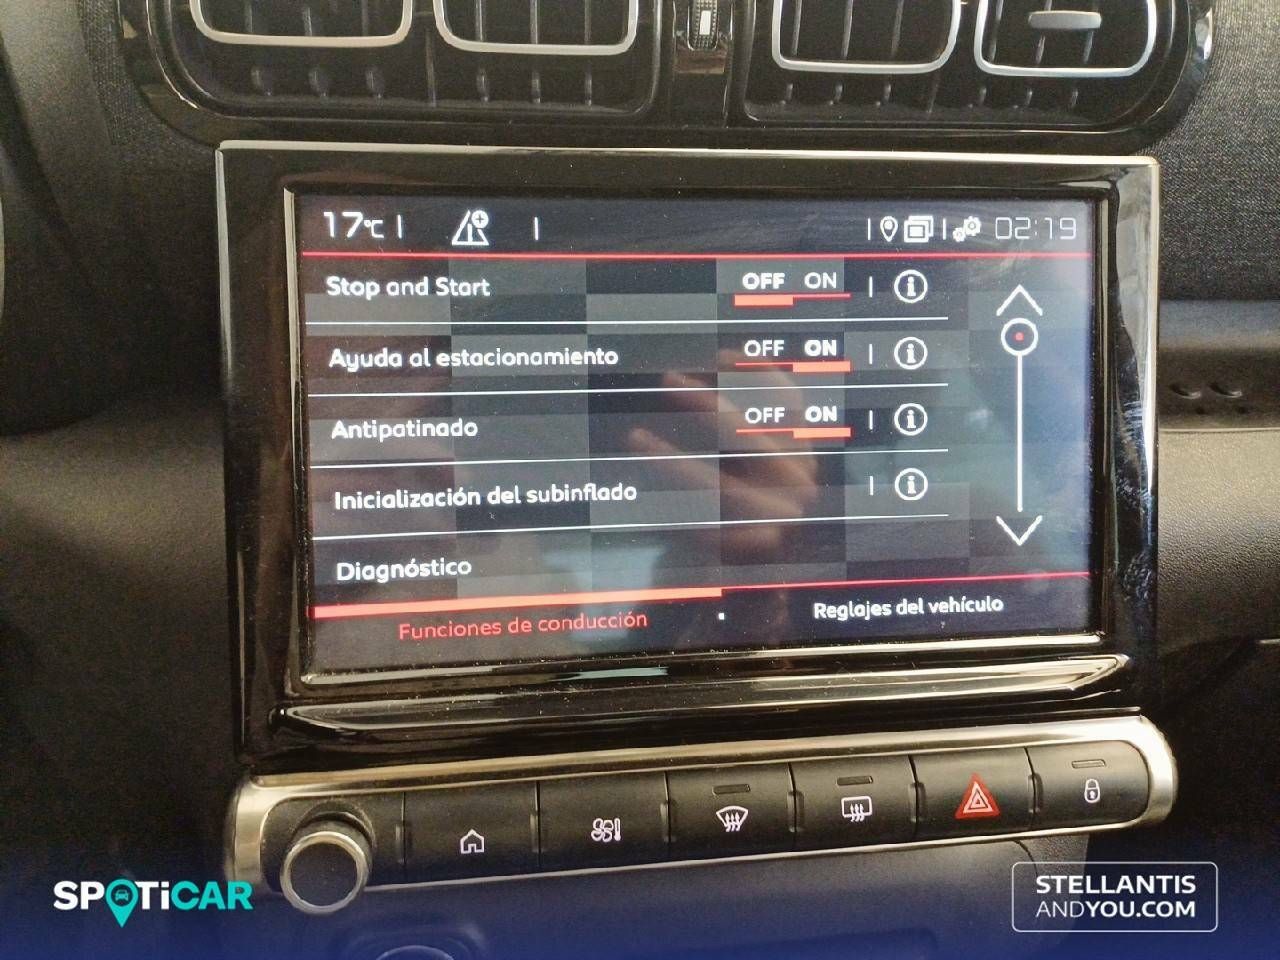 17°C
02:19
Stop and Start OFF ON
Ayuda al estacionamiento OFF ON
Antipatinado OFF ON
Inicialización del subinflado
Diagnóstico
Funciones de conducción
Reglajes del vehículo
SPOTiCAR
STELLANTIS
ANDYOU.COM